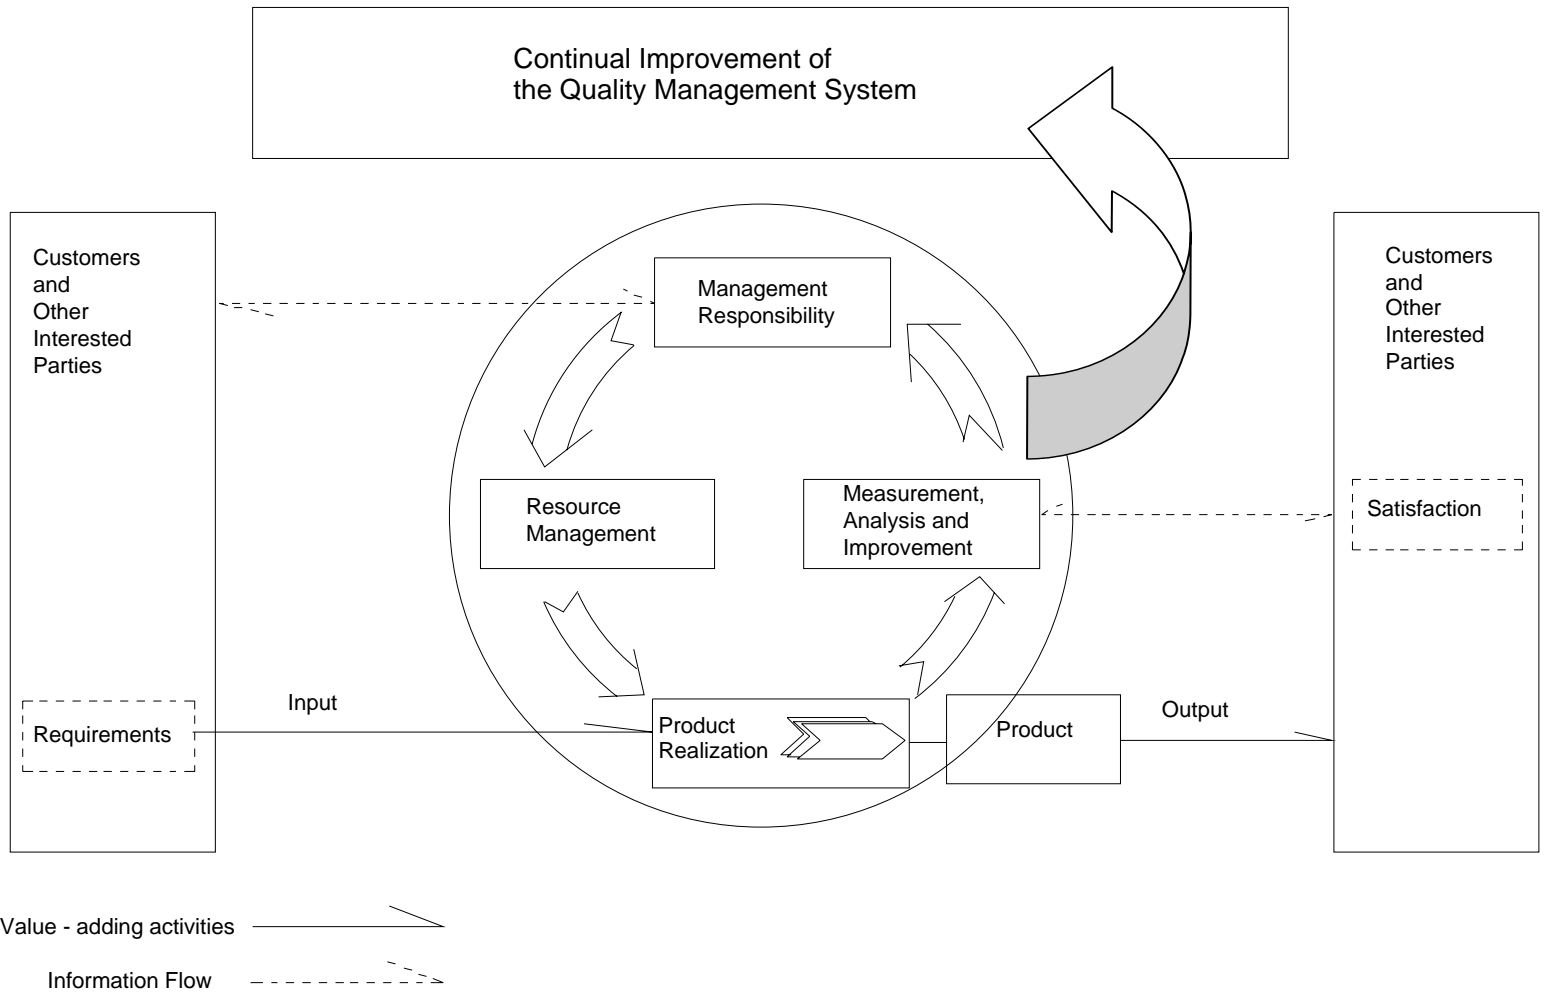 Continual Improvement of
the Quality Management System
Customers
and
Other
Interested
Parties
Management
Responsibility
Customers
and
Other
Interested
Parties
Resource
Management
Measurement,
Analysis and
Improvement
Satisfaction
Requirements
Input
Product
Realization
Product
Output
Value - adding activities
Information Flow